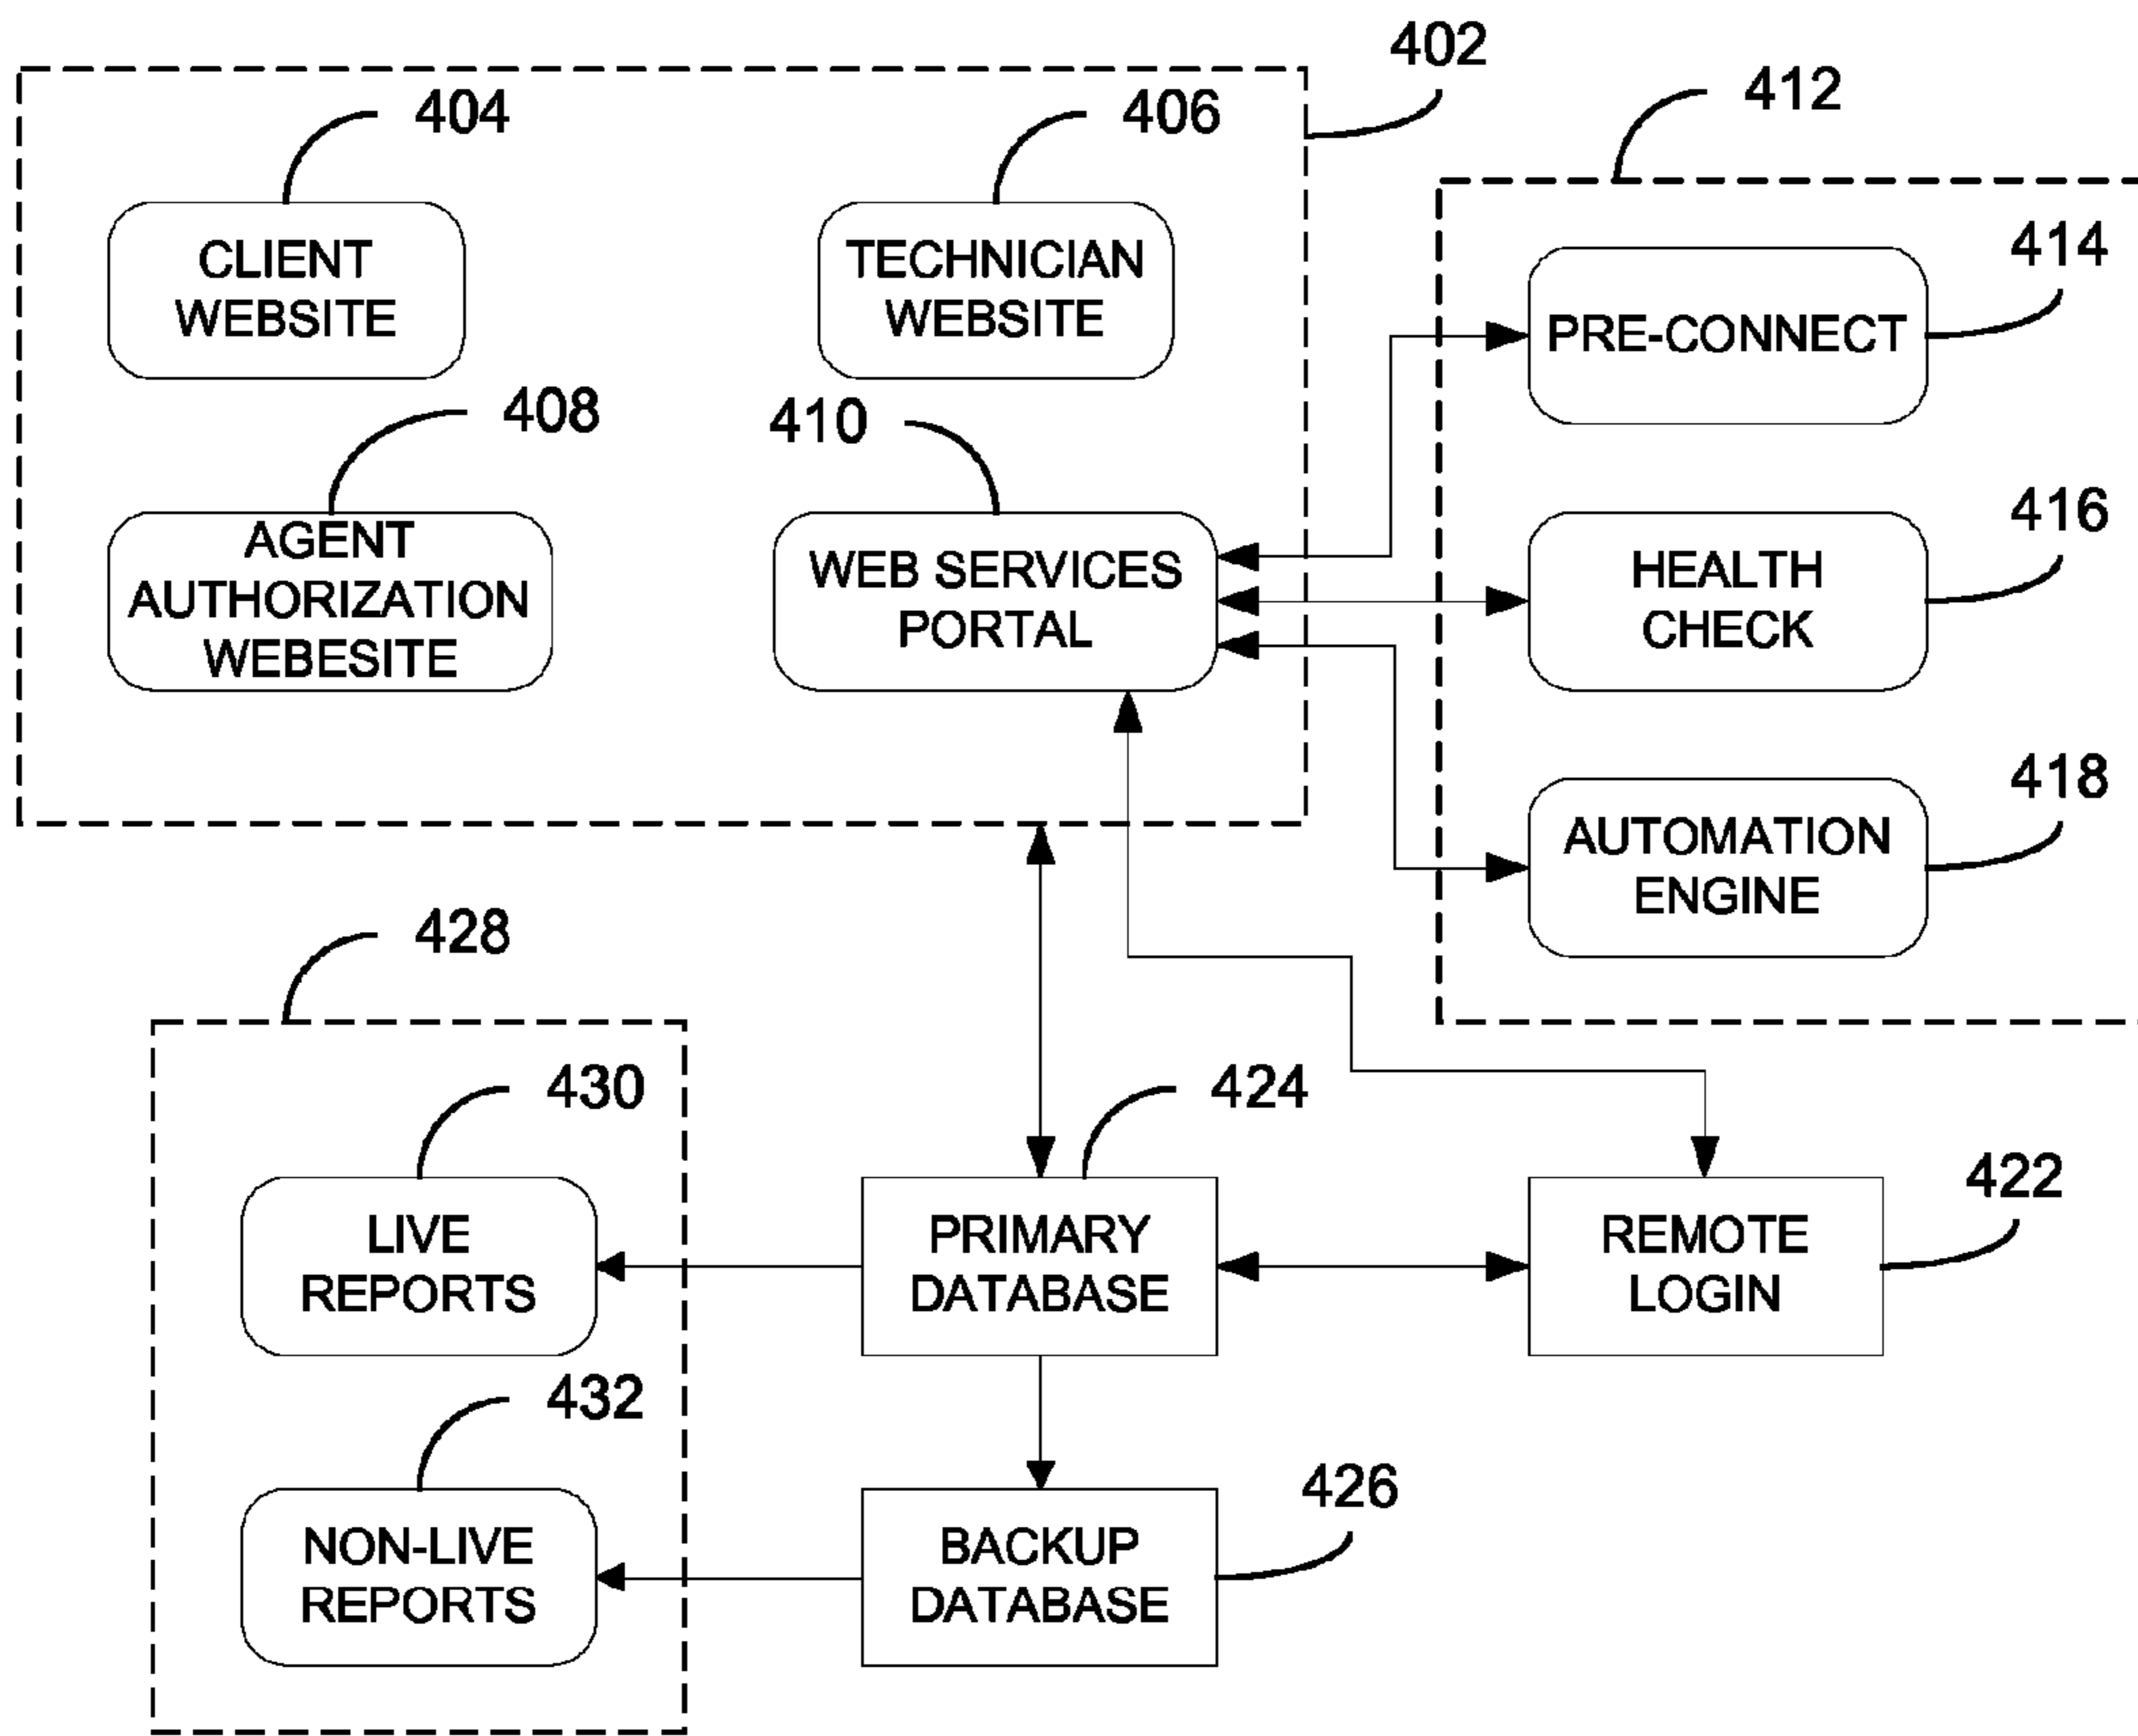 402
412
404
406
CLIENT
WEBSITE
TECHNICIAN
WEBSITE
414
PRE-CONNECT
408
410
AGENT
AUTHORIZATION
WEBESITE
WEB SERVICES
PORTAL
416
HEALTH
CHECK
418
AUTOMATION
ENGINE
428
430
424
422
LIVE
REPORTS
PRIMARY
DATABASE
REMOTE
LOGIN
432
426
NON-LIVE
REPORTS
BACKUP
DATABASE